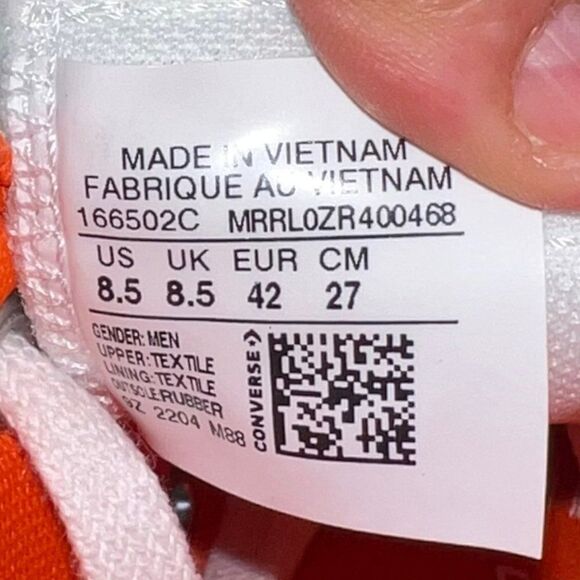 MADE IN VIETNAM
FABRIQUE AU VIETNAM
166502C MRRL0ZR400468
US UK EUR CM
8.5 8.5 42 27
GENDER: MEN
UPPER: TEXTILE
LINING: TEXTILE
OUTSOLE:RUBBER
9Z 2204 M88
CONVERSE